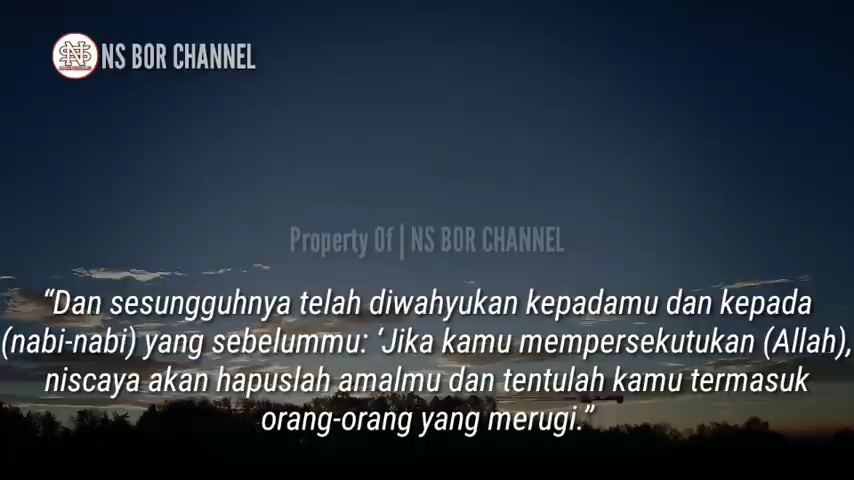 NS BOR CHANNEL
Property Of | NS BOR CHANNEL
“Dan sesungguhnya telah diwahyukan kepadamu dan kepada
(nabi-nabi) yang sebelummu: ‘Jika kamu mempersekutukan (Allah),
niscaya akan hapuslah amalmu dan tentulah kamu termasuk
orang-orang yang merugi.”